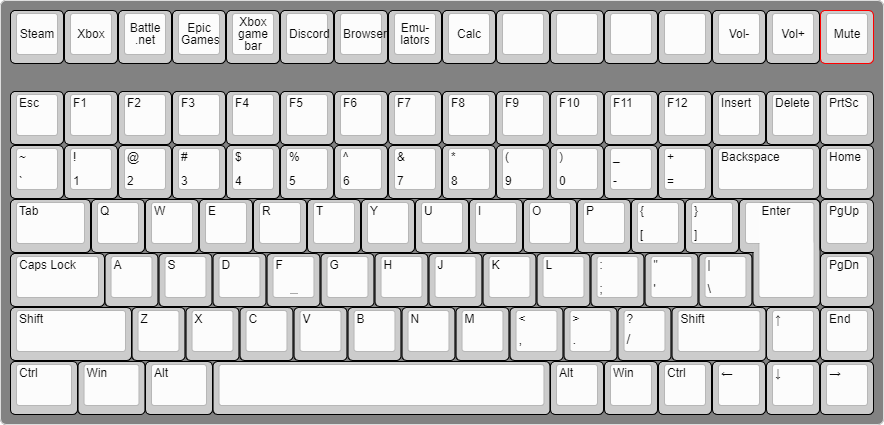 Steam Xbox Battle .net Epic Games Xbox game bar Discord Browser Emu- lators Calc Vol- Vol+ Mute
Esc F1 F2 F3 F4 F5 F6 F7 F8 F9 F10 F11 F12 Insert Delete PrtSc
~ ! @ # $ % ^ & * ( ) _ + Backspace Home
` 1 2 3 4 5 6 7 8 9 0 - =
Tab Q W E R T Y U I O P { } Enter PgUp
[ ]
Caps Lock A S D F G H J K L : " | PgDn
_ ; ' \
Shift Z X C V B N M < > ? Shift ↑ End
, . /
Ctrl Win Alt Alt Win Ctrl ← ↓ →